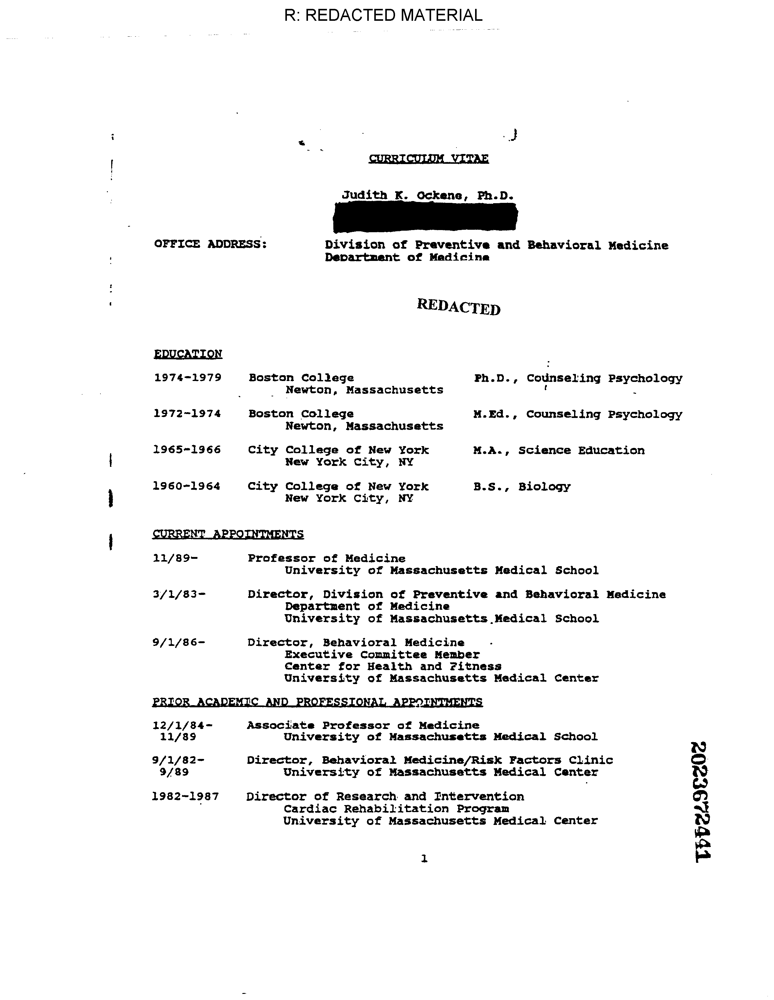 R: REDACTED MATERIAL
CURRICULUM VITAE
Judith K. Ockene, Ph.D.
OFFICE ADDRESS: Division of Preventive and Behavioral Medicine
Department of Medicine
REDACTED
EDUCATION
1974-1979 Boston College Ph.D., Counseling Psychology
Newton, Massachusetts
1972-1974 Boston College M.Ed., Counseling Psychology
Newton, Massachusetts
1965-1966 City College of New York M.A., Science Education
New York City, NY
1960-1964 City College of New York B.S., Biology
New York City, NY
CURRENT APPOINTMENTS
11/89- Professor of Medicine
University of Massachusetts Medical School
3/1/83- Director, Division of Preventive and Behavioral Medicine
Department of Medicine
University of Massachusetts Medical School
9/1/86- Director, Behavioral Medicine
Executive Committee Member
Center for Health and Fitness
University of Massachusetts Medical Center
PRIOR ACADEMIC AND PROFESSIONAL APPOINTMENTS
12/1/84- Associate Professor of Medicine
11/89 University of Massachusetts Medical School
9/1/82- Director, Behavioral Medicine/Risk Factors Clinic
9/89 University of Massachusetts Medical Center
1982-1987 Director of Research and Intervention
Cardiac Rehabilitation Program
University of Massachusetts Medical Center
1
2023672441